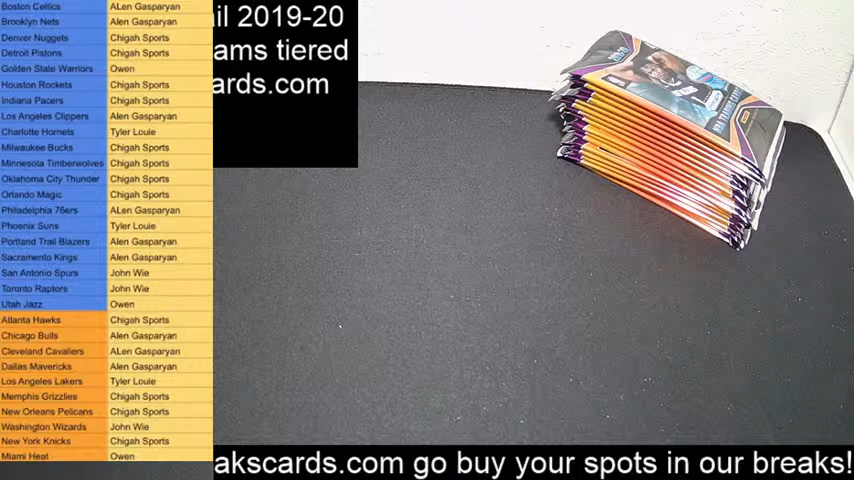 Boston Celtics ALen Gasparyan
Brooklyn Nets Alen Gasparyan
Denver Nuggets Chigah Sports
Detroit Pistons Chigah Sports
Golden State Warriors Owen
Houston Rockets Chigah Sports
Indiana Pacers Chigah Sports
Los Angeles Clippers Alen Gasparyan
Charlotte Hornets Tyler Louie
Milwaukee Bucks Chigah Sports
Minnesota Timberwolves Chigah Sports
Oklahoma City Thunder Chigah Sports
Orlando Magic Chigah Sports
Philadelphia 76ers ALen Gasparyan
Phoenix Suns Tyler Louie
Portland Trail Blazers Alen Gasparyan
Sacramento Kings Alen Gasparyan
San Antonio Spurs John Wie
Toronto Raptors John Wie
Utah Jazz Owen
Atlanta Hawks Chigah Sports
Chicago Bulls Alen Gasparyan
Cleveland Cavaliers ALen Gasparyan
Dallas Mavericks Alen Gasparyan
Los Angeles Lakers Tyler Louie
Memphis Grizzlies Chigah Sports
New Orleans Pelicans Chigah Sports
Washington Wizards John Wie
New York Knicks Chigah Sports
Miami Heat Owen
il 2019-20
ams tiered
ards.com
NBA TRADING CARDS
akscards.com go buy your spots in our breaks!